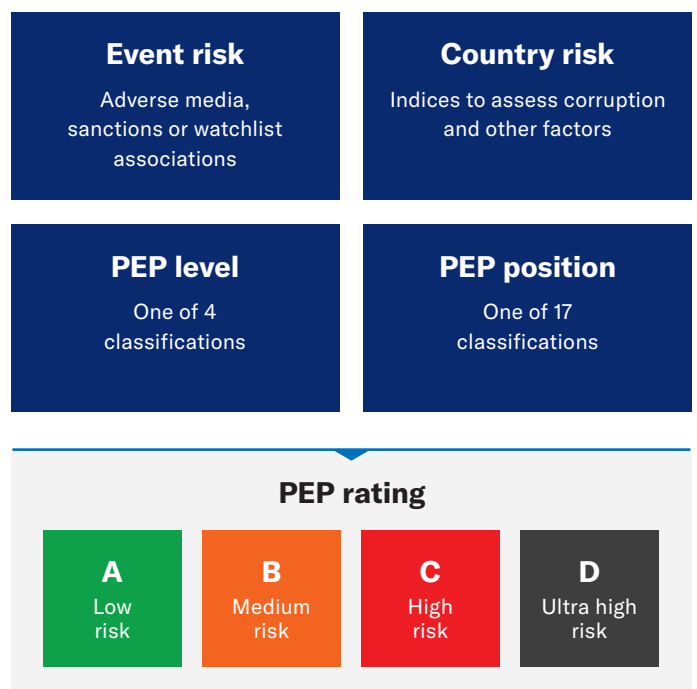 Event risk
Adverse media,
sanctions or watchlist
associations
Country risk
Indices to assess corruption
and other factors
PEP level
One of 4
classifications
PEP position
One of 17
classifications
PEP rating
A
Low
risk
B
Medium
risk
C
High
risk
D
Ultra high
risk